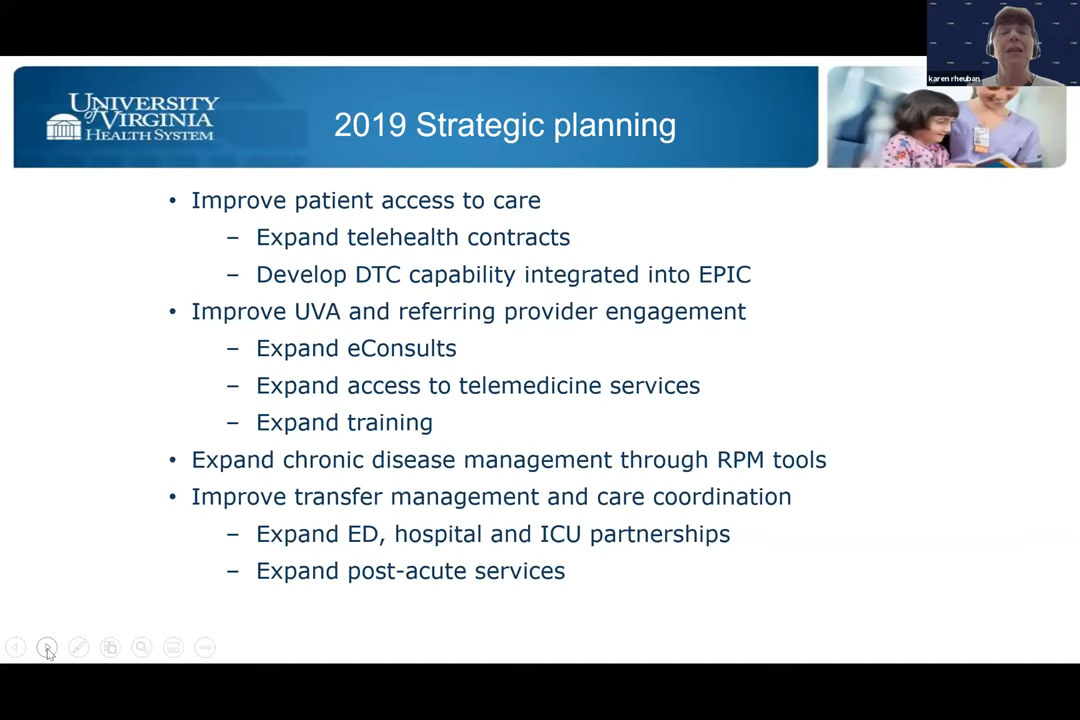 karen rheuban
UNIVERSITY
of VIRGINIA
HEALTH SYSTEM
2019 Strategic planning
• Improve patient access to care
– Expand telehealth contracts
– Develop DTC capability integrated into EPIC
• Improve UVA and referring provider engagement
– Expand eConsults
– Expand access to telemedicine services
– Expand training
• Expand chronic disease management through RPM tools
• Improve transfer management and care coordination
– Expand ED, hospital and ICU partnerships
– Expand post-acute services